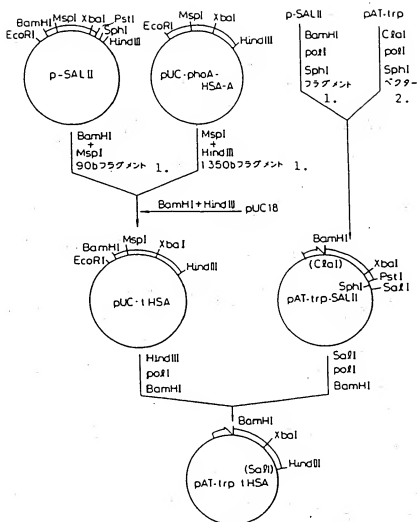 MspI
XbaI
PstI
BamHI
SphI
EcoRI
HindIII
p-SALII
MspI
XbaI
EcoRI
HindIII
pUC-phoA-
HSA-A
p-SALII
BamHI
polI
SphI
フラグメント
1.
pAT-trp
ClaI
polI
SphI
ベクター
2.
BamHI
+
MspI
90bフラグメント 1.
MspI
+
HindIII
1350bフラグメント 1.
BamHI+HindIII
pUC18
MspI
BamHI
XbaI
EcoRI
HindIII
pUC-tHSA
BamHI
(ClaI)
XbaI
PstI
SphI
SalI
pAT-trp-SALII
HindIII
polI
BamHI
SalI
polI
BamHI
BamHI
XbaI
(SalI)
HindIII
pAT-trp tHSA